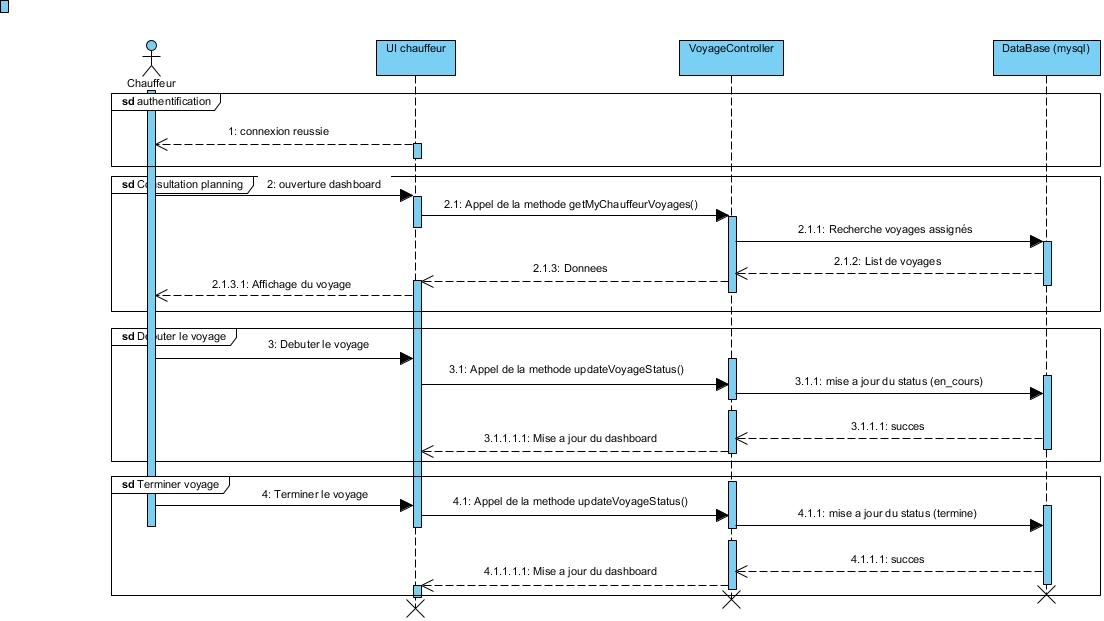 UI chauffeur
VoyageController
DataBase (mysql)
Chauffeur
sd authentification
1: connexion reussie
sd Consultation planning
2: ouverture dashboard
2.1: Appel de la methode getMyChauffeurVoyages()
2.1.1: Recherche voyages assignés
2.1.2: List de voyages
2.1.3: Donnees
2.1.3.1: Affichage du voyage
sd Debuter le voyage
3: Debuter le voyage
3.1: Appel de la methode updateVoyageStatus()
3.1.1: mise a jour du status (en_cours)
3.1.1.1: succes
3.1.1.1.1: Mise a jour du dashboard
sd Terminer voyage
4: Terminer le voyage
4.1: Appel de la methode updateVoyageStatus()
4.1.1: mise a jour du status (termine)
4.1.1.1: succes
4.1.1.1.1: Mise a jour du dashboard